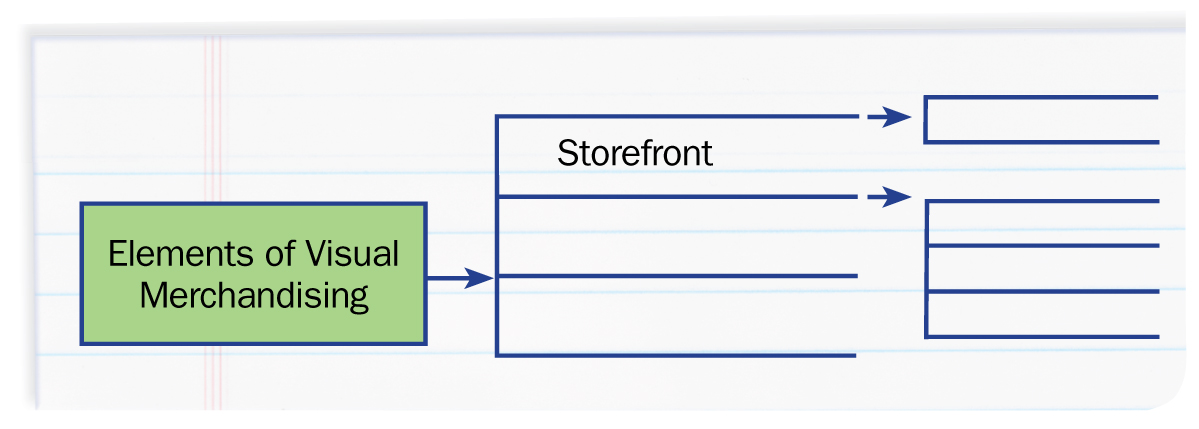 Elements of Visual
Merchandising
Storefront